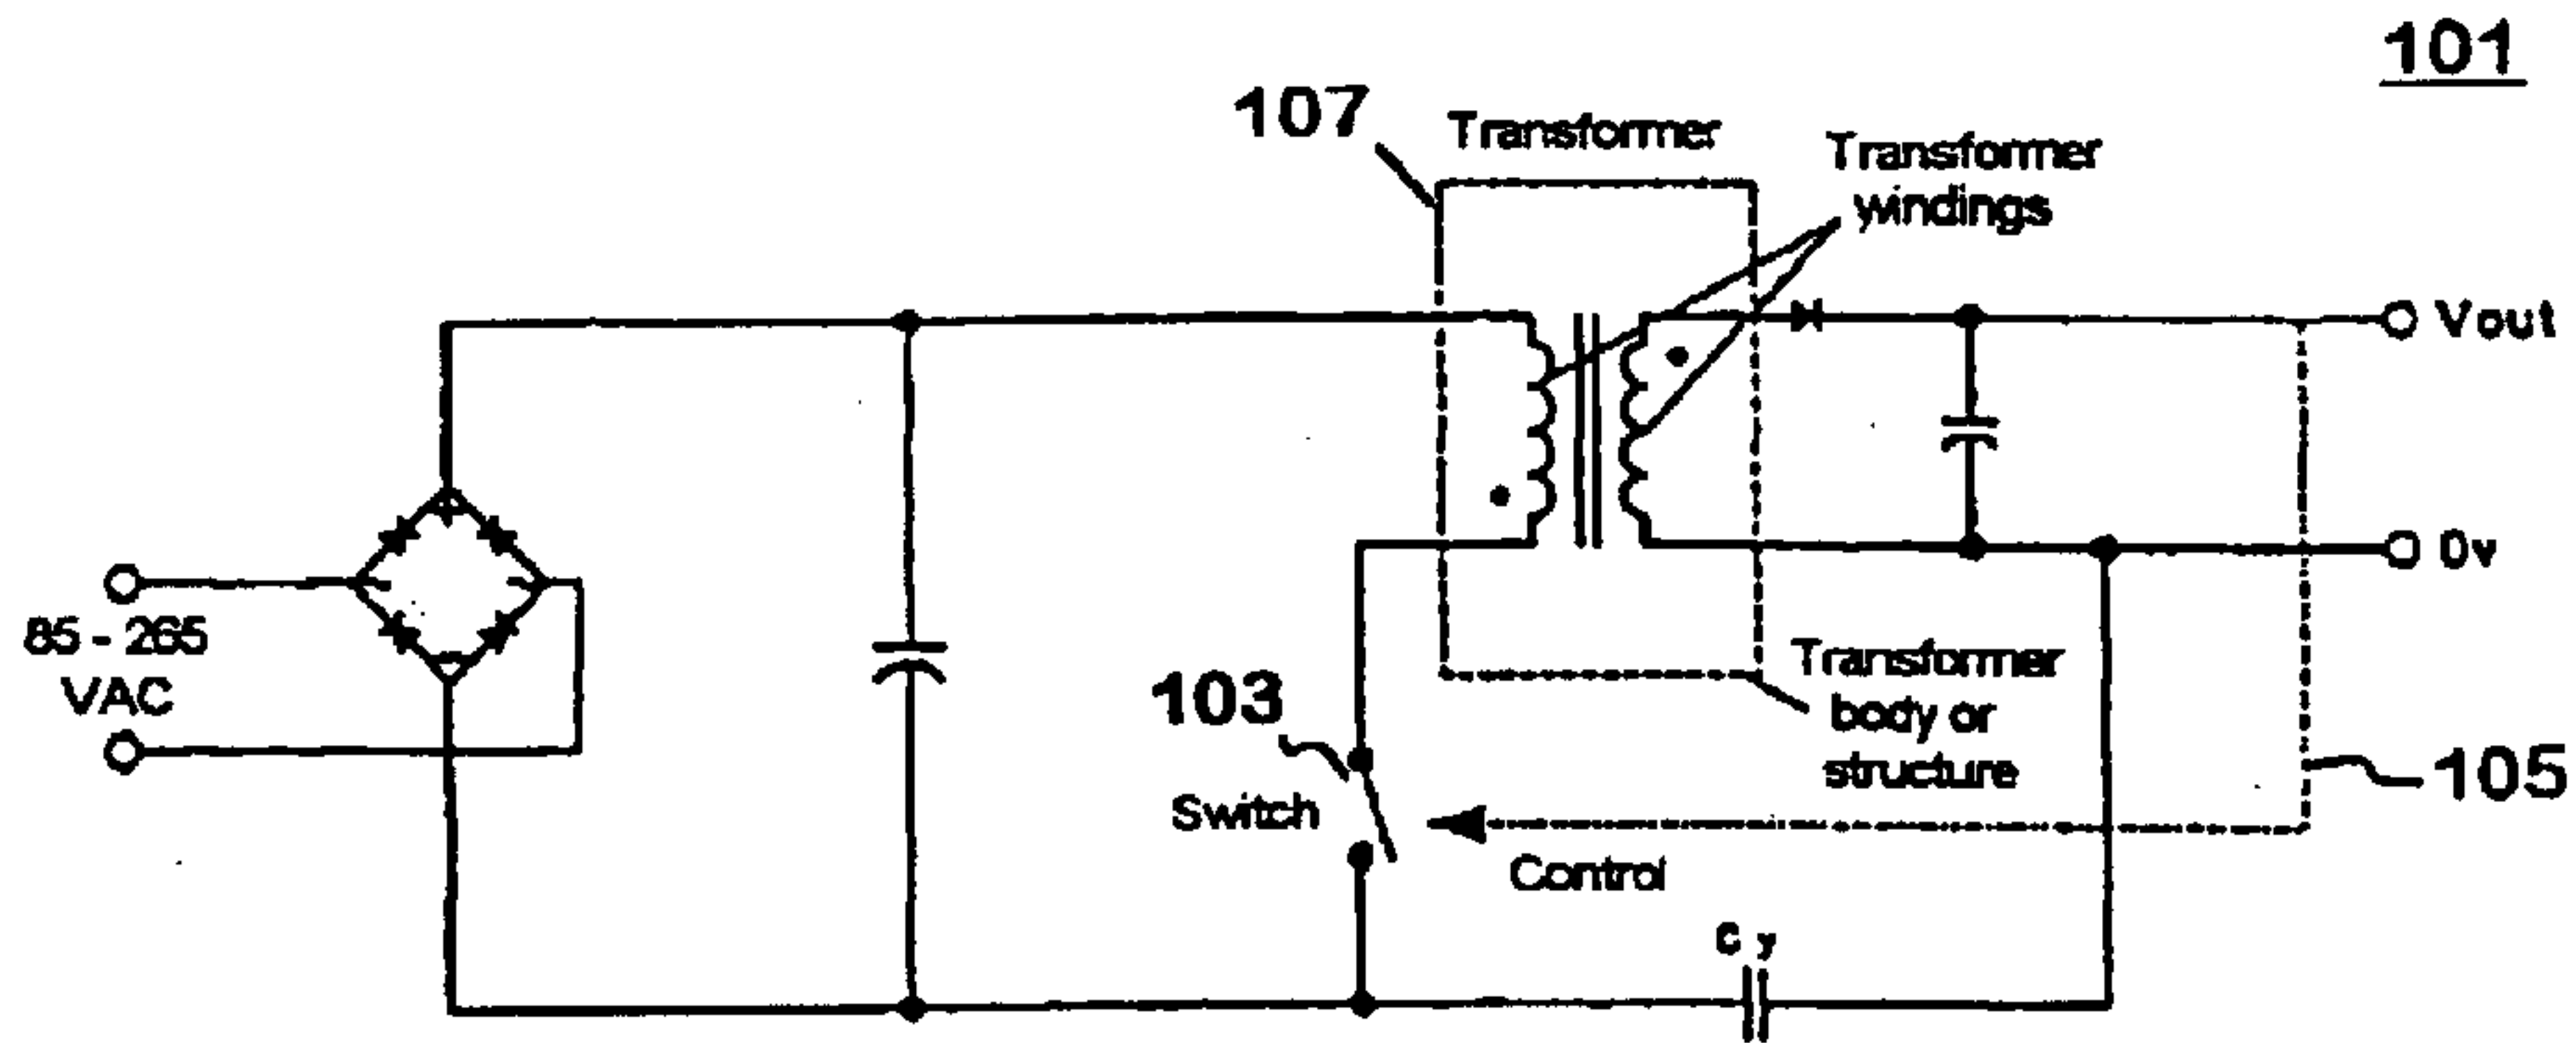 101
107
Transformer
Transformer
windings
Vout
0v
85 - 265
VAC
103
Switch
Transformer
body or
structure
105
Control
C y